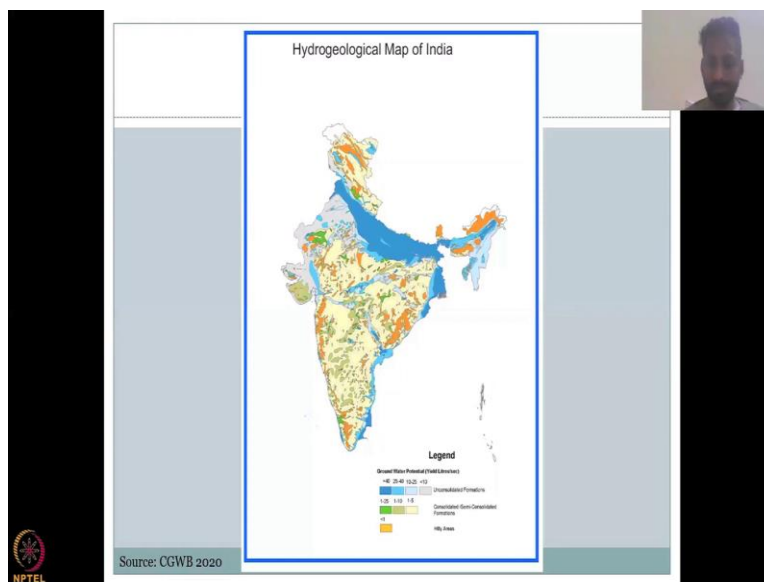 Hydrogeological Map of India
Legend
Ground Water Potential (Yield Litres/sec)
>40 25-40 10-25 <10
Unconsolidated Formations
1-25 1-10 1-5
Consolidated/Semi-Consolidated
Formations
<1
Hilly Areas
Source: CGWB 2020
NPTEL